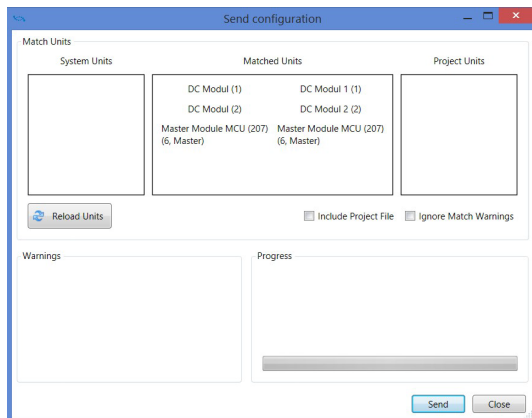 Send configuration
Match Units
System Units Matched Units Project Units
DC Modul (1) DC Modul 1 (1)
DC Modul (2) DC Modul 2 (2)
Master Module MCU (207) Master Module MCU (207)
(6, Master) (6, Master)
Reload Units Include Project File Ignore Match Warnings
Warnings Progress
Send Close